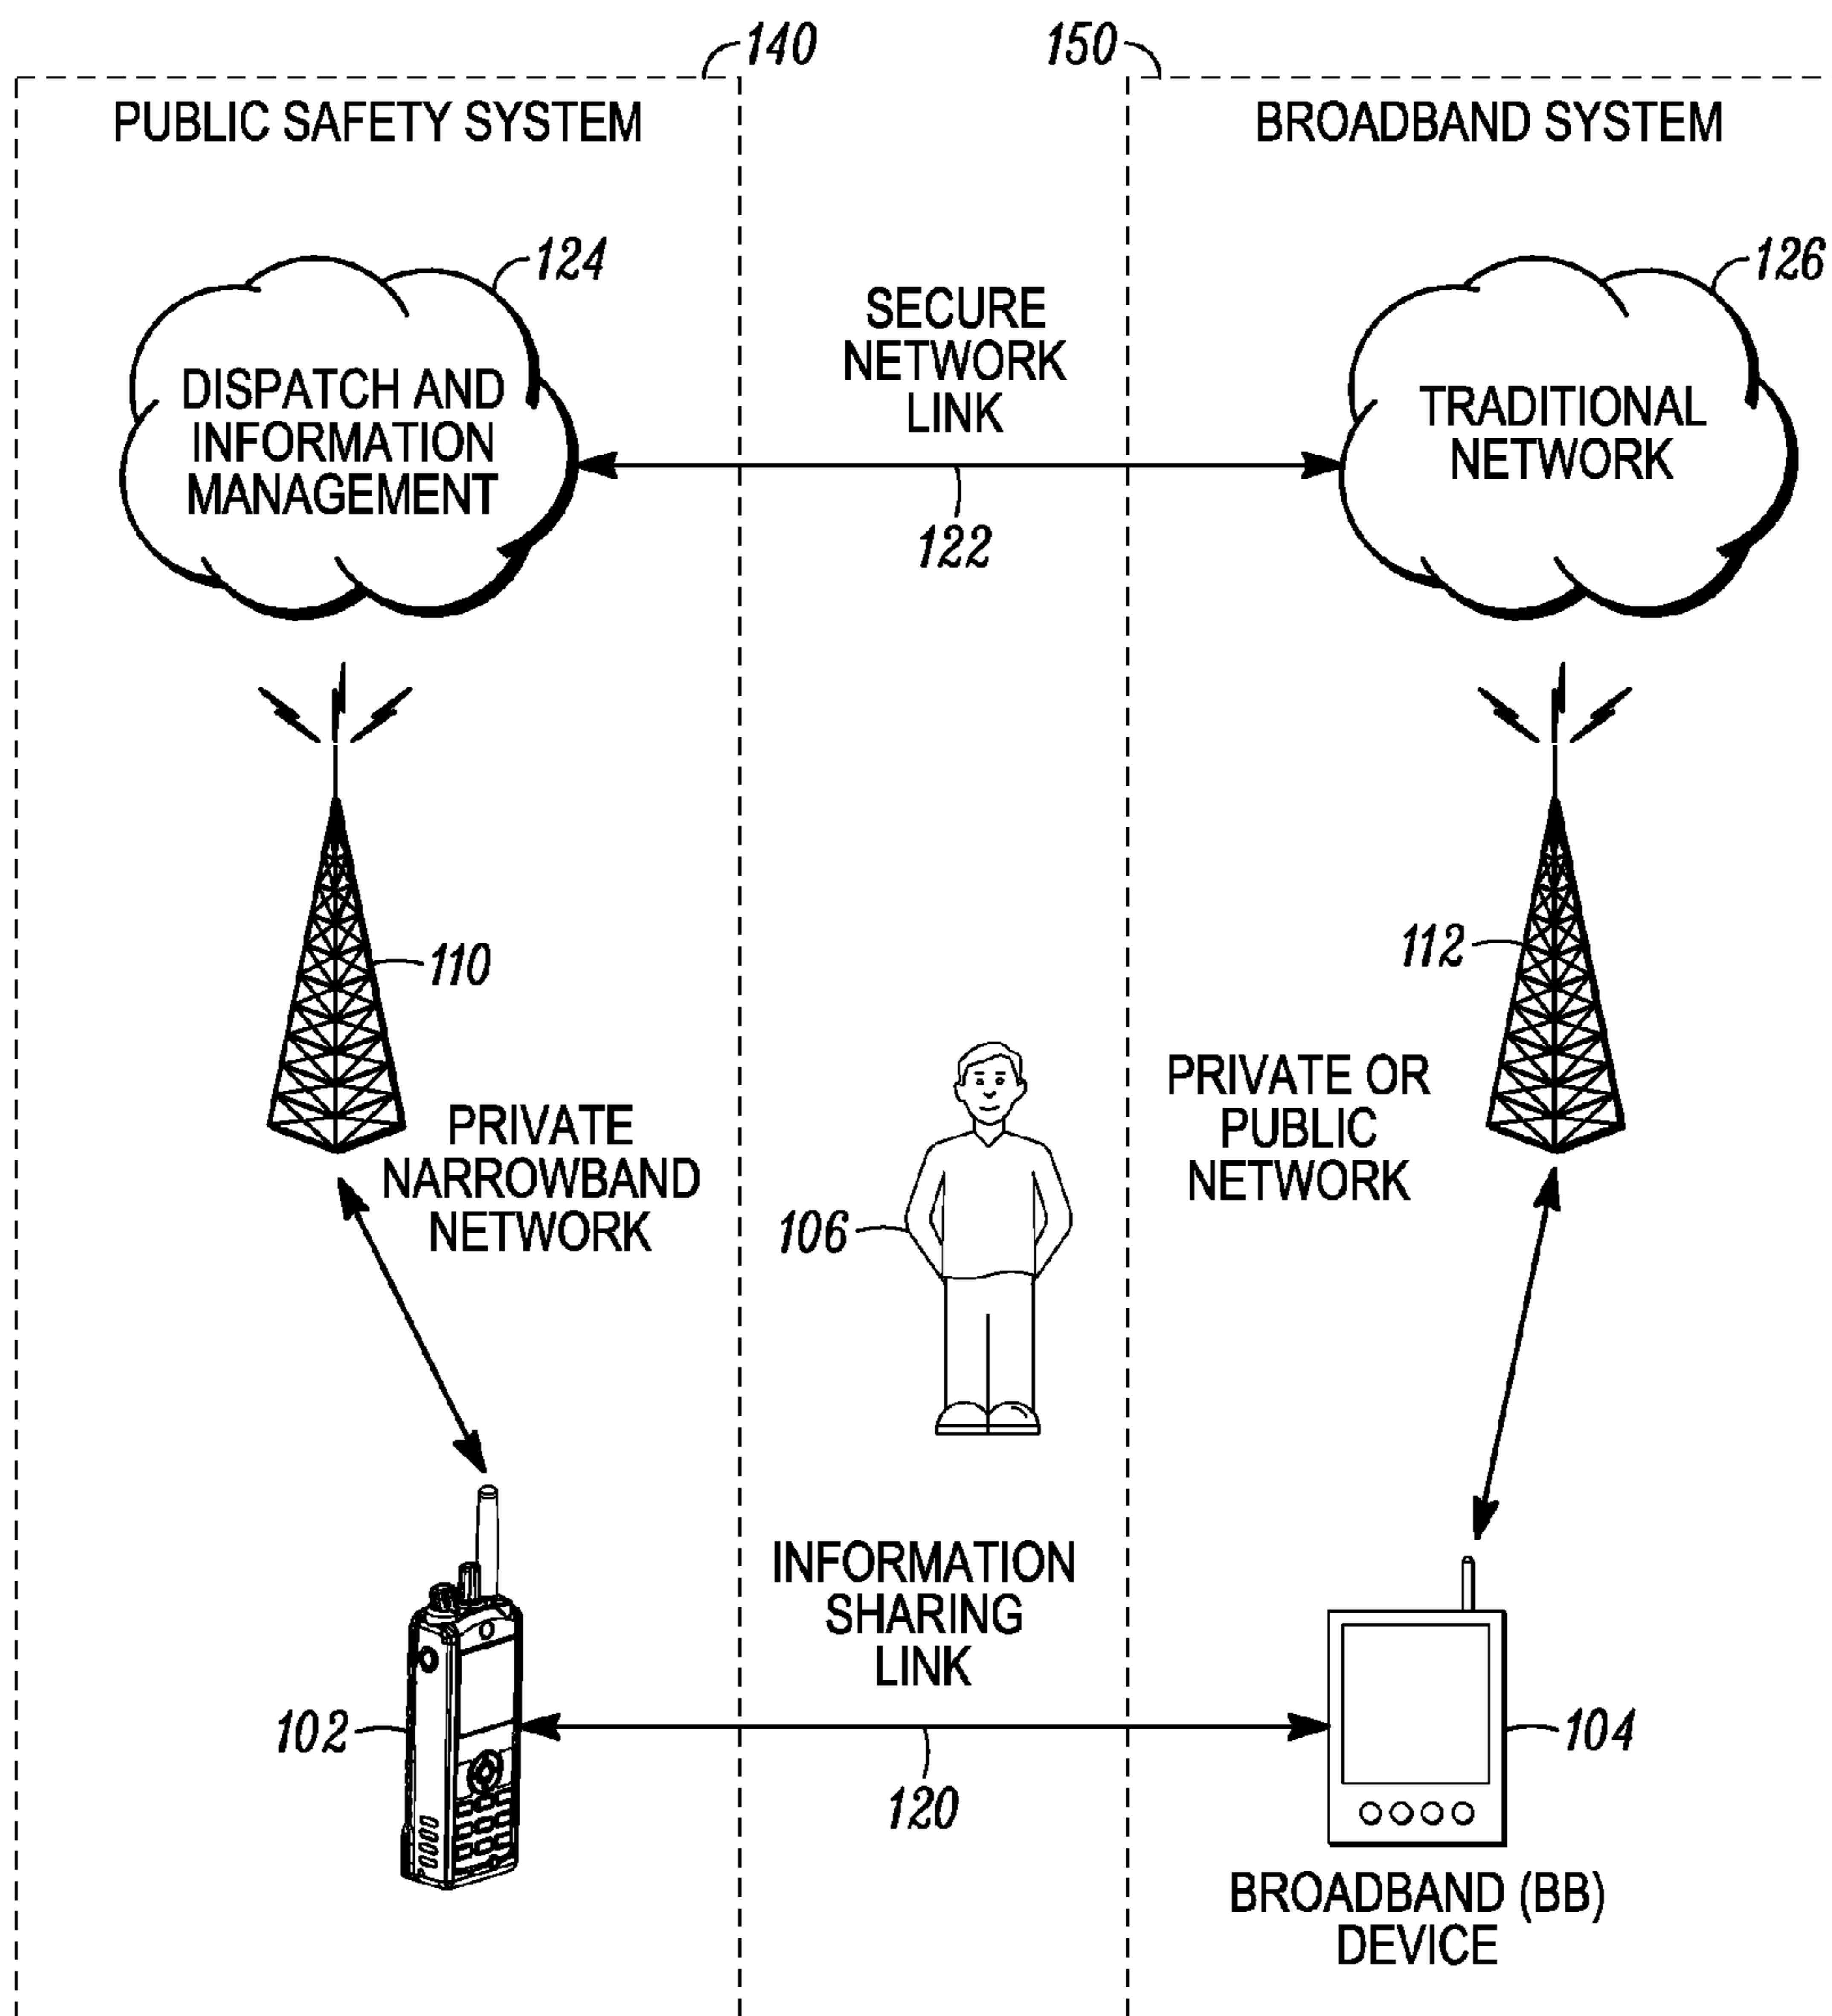 140
150
PUBLIC SAFETY SYSTEM
BROADBAND SYSTEM
124
126
SECURE
NETWORK
LINK
DISPATCH AND
INFORMATION
MANAGEMENT
TRADITIONAL
NETWORK
122
110
112
PRIVATE
NARROWBAND
NETWORK
PRIVATE OR
PUBLIC
NETWORK
106
INFORMATION
SHARING
LINK
102
104
120
BROADBAND (BB)
DEVICE